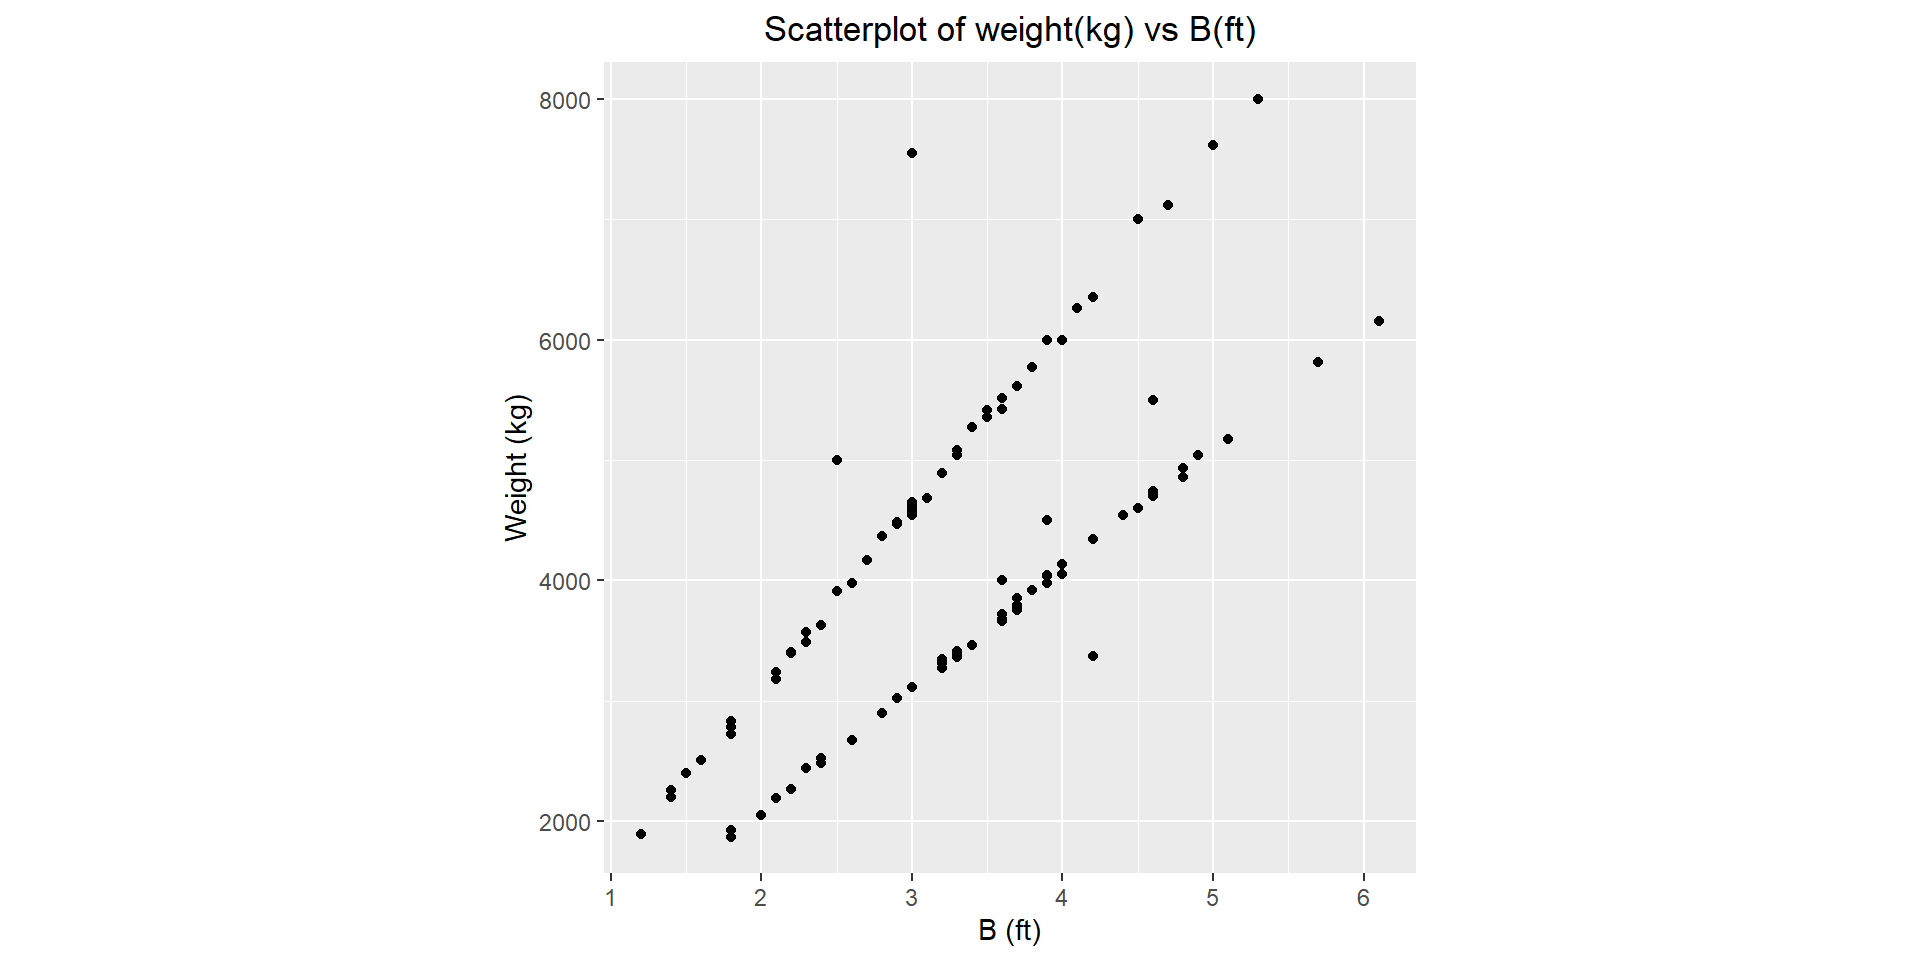 Scatterplot of weight(kg) vs B(ft)
8000
6000
4000
2000
Weight (kg)
1 2 3 4 5 6
B (ft)